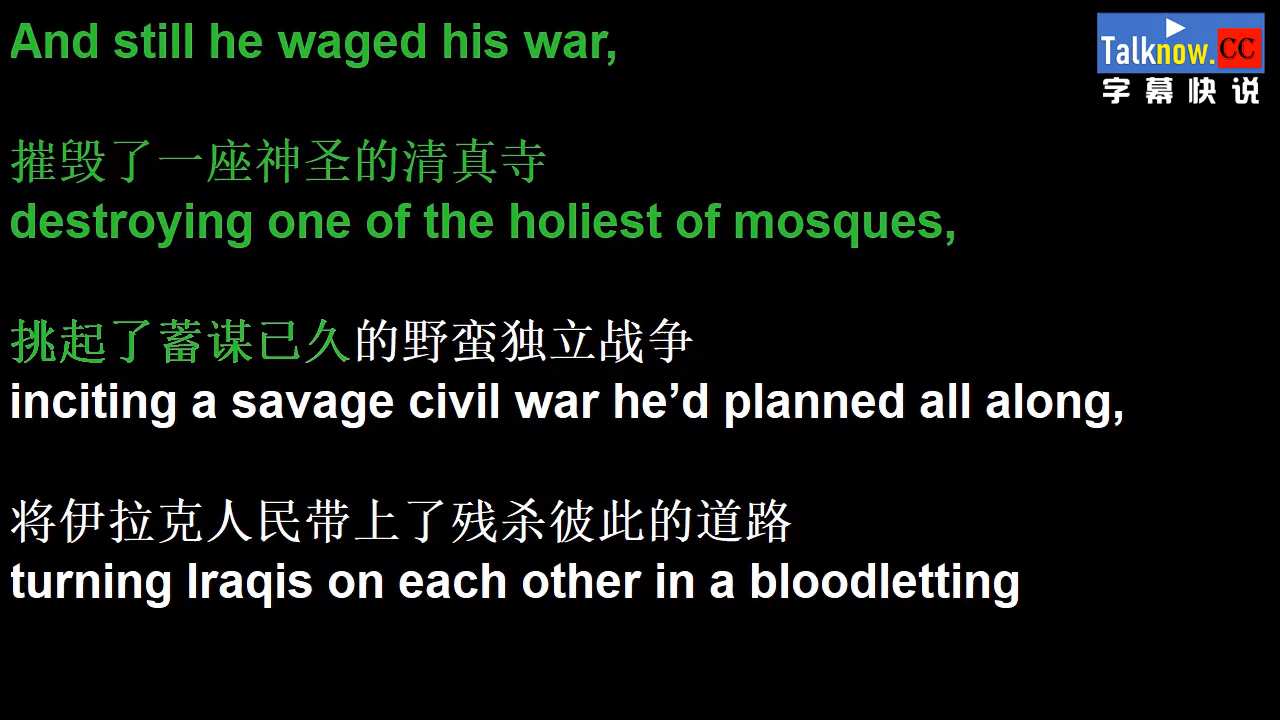 And still he waged his war,
Talknow.CC
字幕快说
摧毁了一座神圣的清真寺
destroying one of the holiest of mosques,
挑起了蓄谋已久的野蛮独立战争
inciting a savage civil war he’d planned all along,
将伊拉克人民带上了残杀彼此的道路
turning Iraqis on each other in a bloodletting